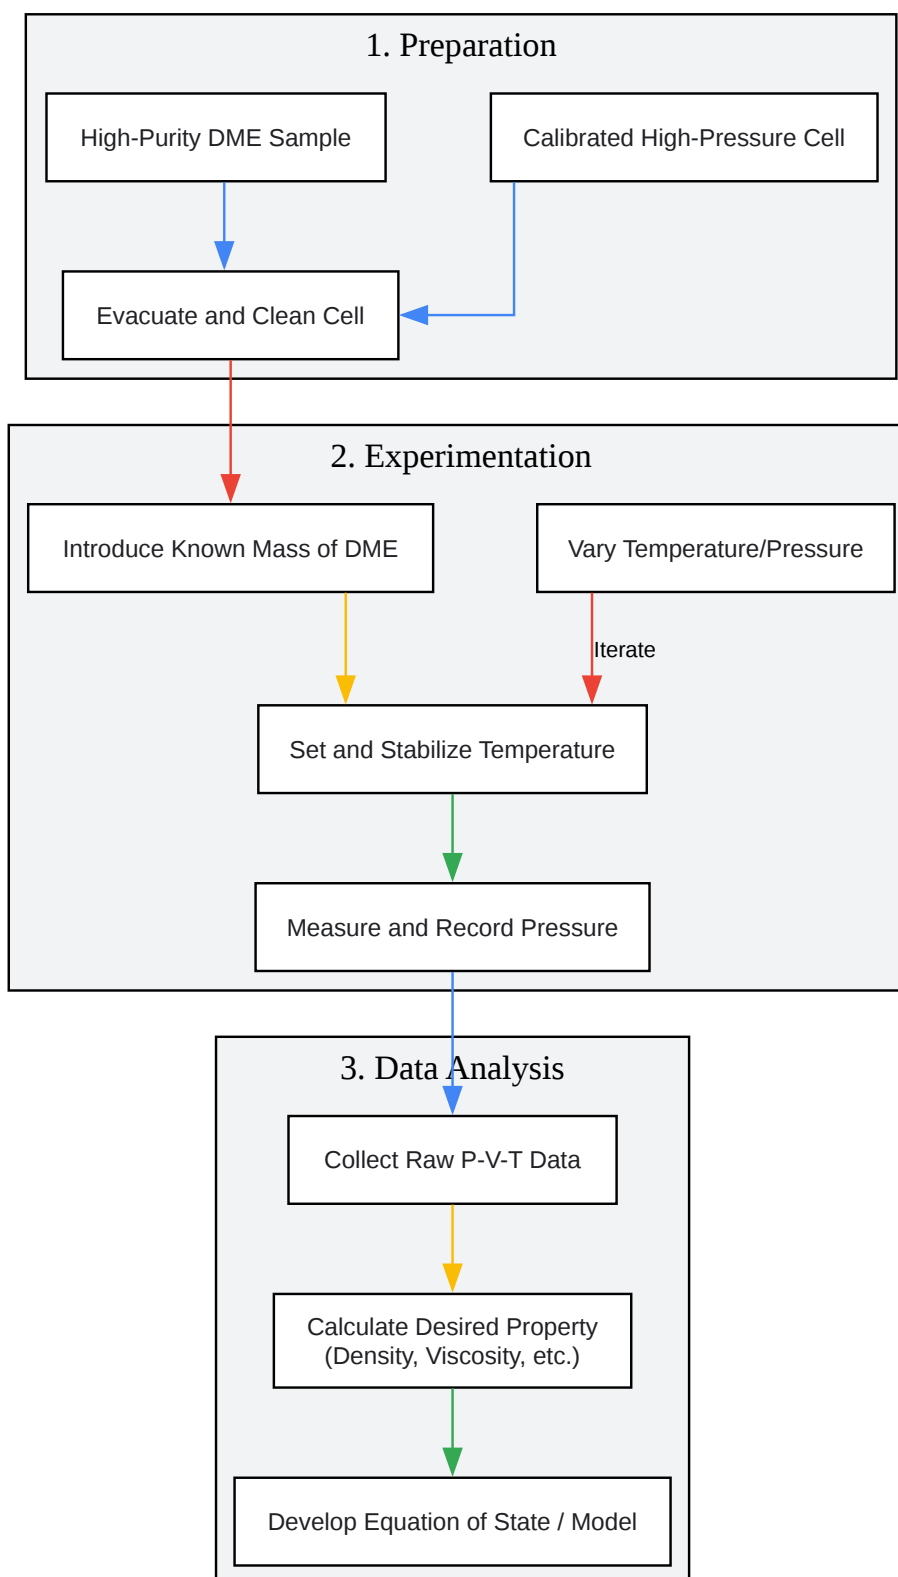 1. Preparation
High-Purity DME Sample
Calibrated High-Pressure Cell
Evacuate and Clean Cell
2. Experimentation
Introduce Known Mass of DME
Vary Temperature/Pressure
Iterate
Set and Stabilize Temperature
Measure and Record Pressure
3. Data Analysis
Collect Raw P-V-T Data
Calculate Desired Property
(Density, Viscosity, etc.)
Develop Equation of State / Model